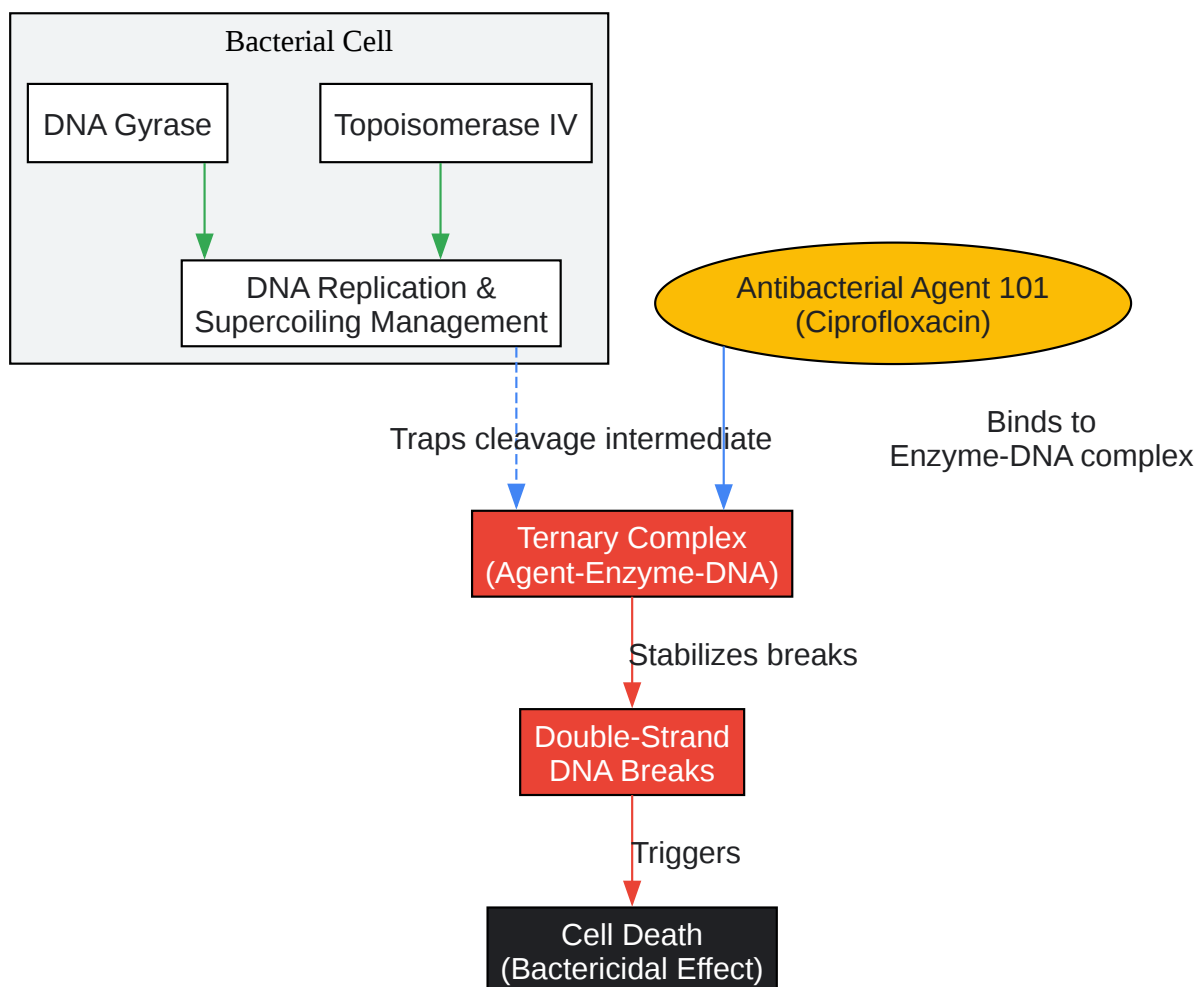 Bacterial Cell
DNA Gyrase
Topoisomerase IV
DNA Replication &
Supercoiling Management
Antibacterial Agent 101
(Ciprofloxacin)
Traps cleavage intermediate
Binds to
Enzyme-DNA complex
Ternary Complex
(Agent-Enzyme-DNA)
Stabilizes breaks
Double-Strand
DNA Breaks
Triggers
Cell Death
(Bactericidal Effect)